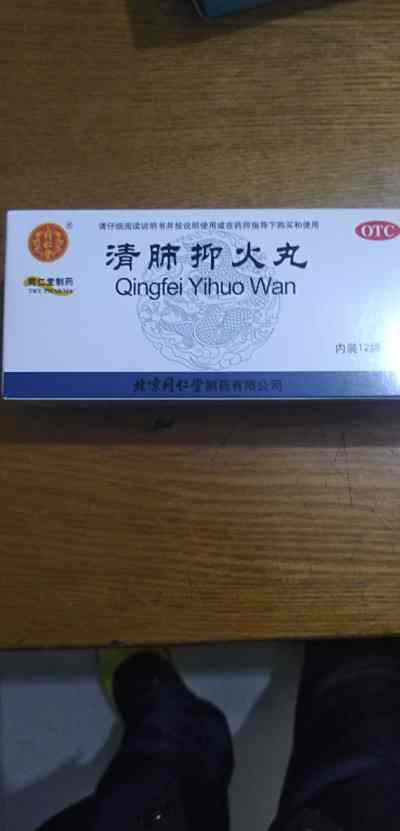 请仔细阅读说明书并按说明使用或在药师指导下购买和使用
OTC
®
清肺抑火丸
Qingfei Yihuo Wan
同仁堂制药
内装12袋
北京同仁堂制药有限公司